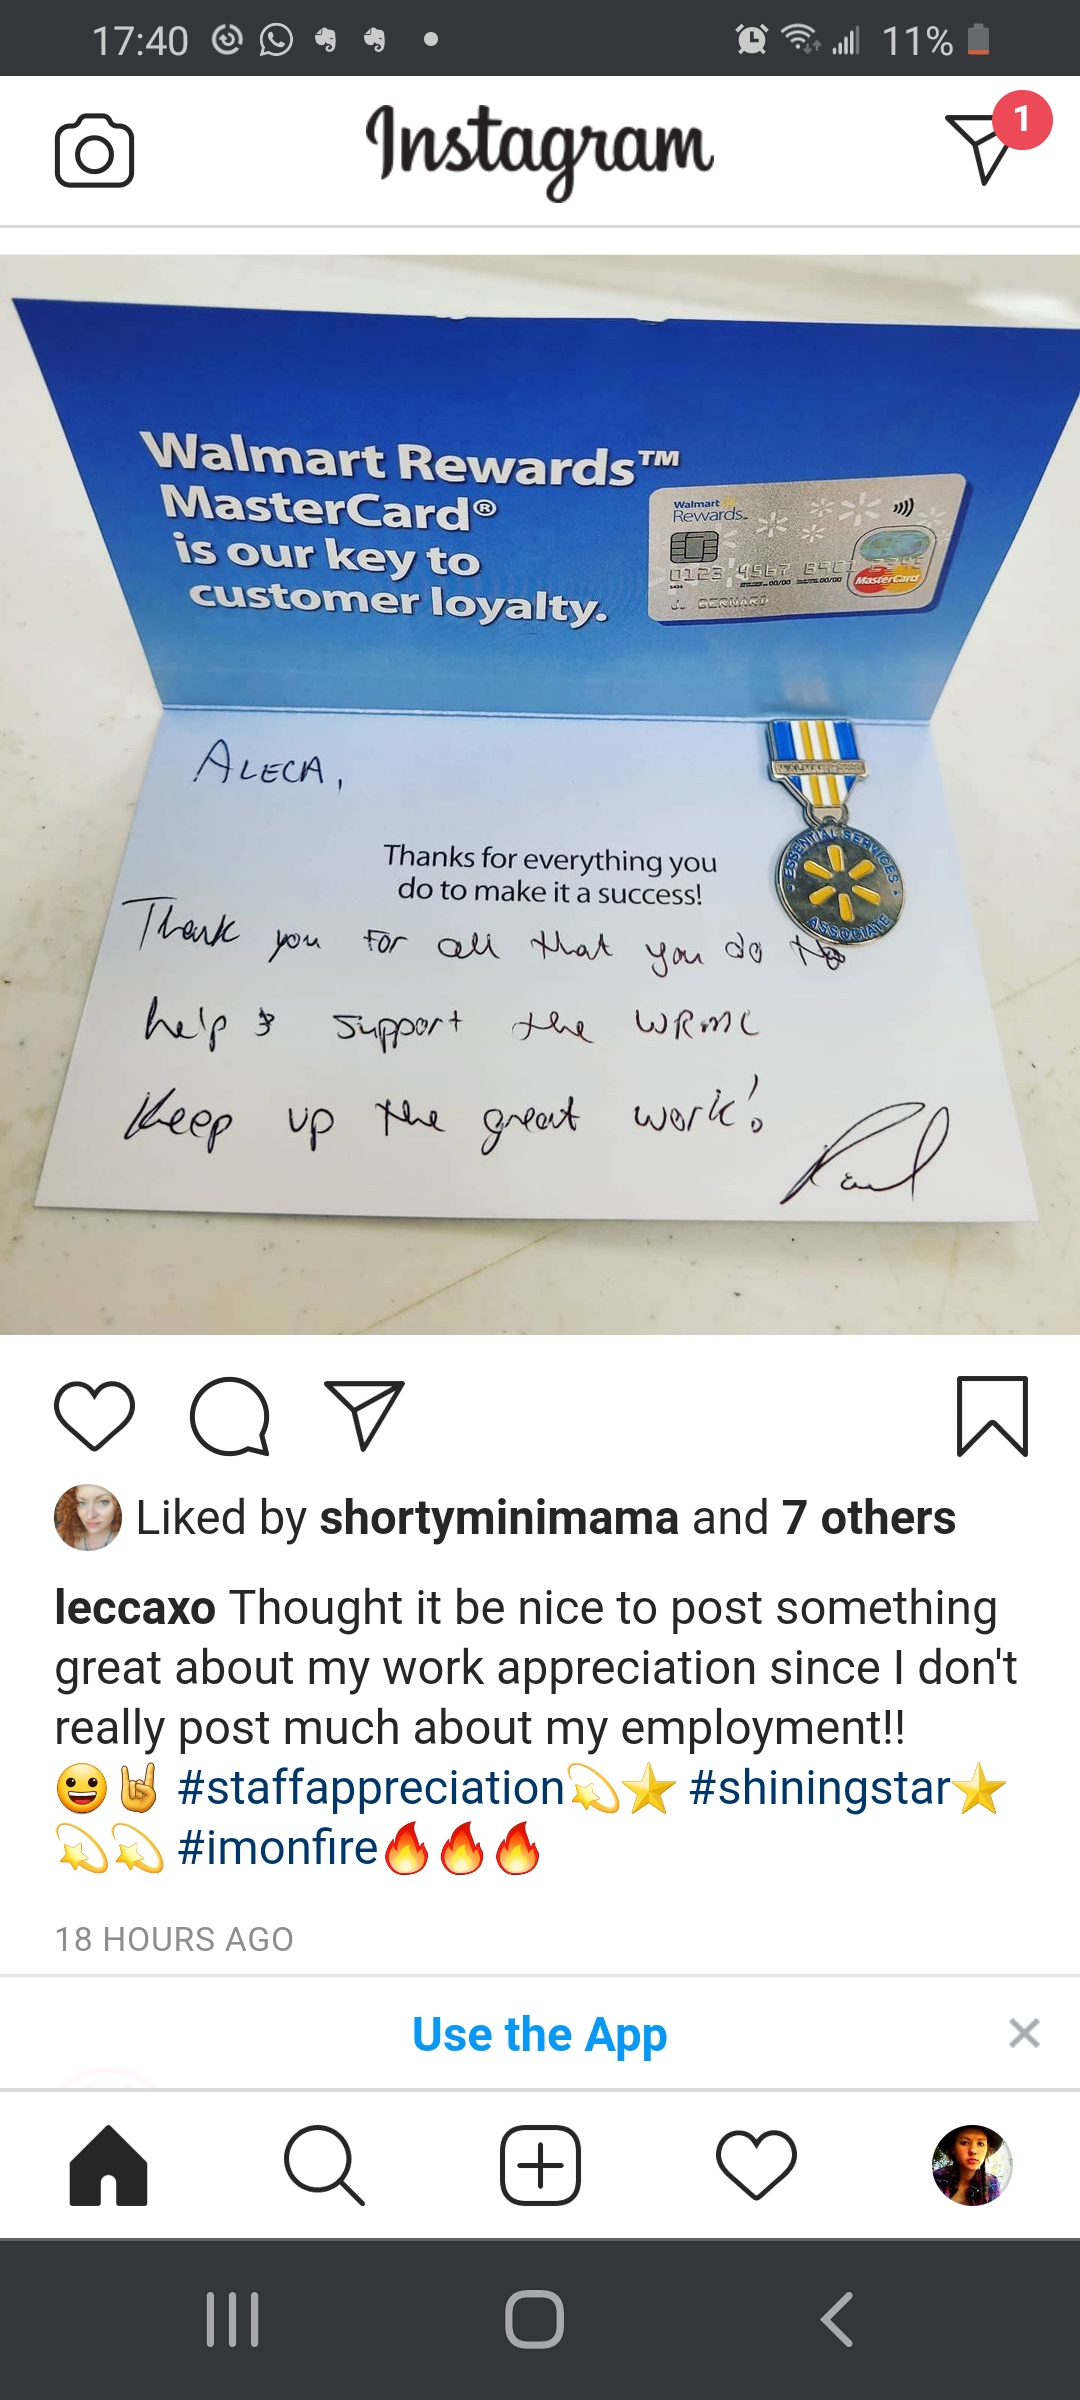 17:40
11%
Instagram
1
Walmart Rewards™
MasterCard®
is our key to
customer loyalty.
Walmart
Rewards™
0123 4567 8901
MasterCard
J. BERNARD
ALECA,
ESSENTIAL SERVICES
ASSOCIATE
Thanks for everything you
do to make it a success!
Thank you for all that you do to
help & support the WRMC
Keep up the great work!
Paul
Liked by shortyminimama and 7 others
leccaxo Thought it be nice to post something
great about my work appreciation since I don't
really post much about my employment!!
😀🤘 #staffappreciation💫⭐ #shiningstar⭐
💫💫 #imonfire🔥🔥🔥
18 HOURS AGO
Use the App